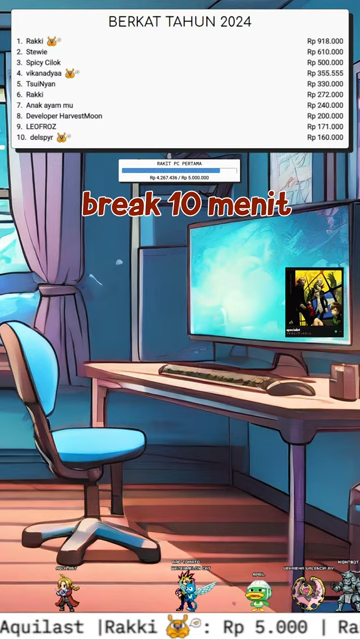 BERKAT TAHUN 2024
1. Rakki Rp 918.000
2. Stewie Rp 610.000
3. Spicy Cilok Rp 500.000
4. vikanadyaa Rp 355.555
5. TsuiNyan Rp 330.000
6. Rakki Rp 272.000
7. Anak ayam mu Rp 240.000
8. Developer HarvestMoon Rp 200.000
9. LEOFROZ Rp 171.000
10. delspyr Rp 160.000
RAKIT PC PERTAMA
Rp 4.267.436 / Rp 5.000.000
break 10 menit
specialist
Aquilast |Rakki : Rp 5.000 | Ra